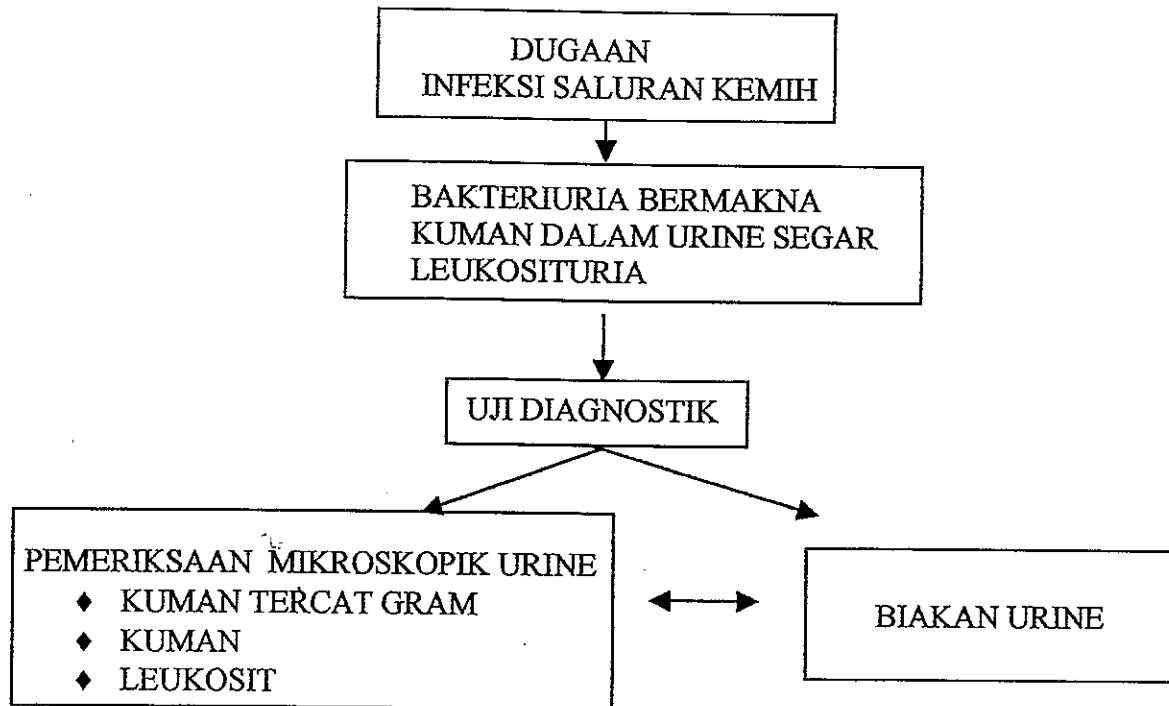 DUGAAN
INFEKSI SALURAN KEMIH
BAKTERIURIA BERMAKNA
KUMAN DALAM URINE SEGAR
LEUKOSITURIA
UJI DIAGNOSTIK
PEMERIKSAAN MIKROSKOPIK URINE
♦ KUMAN TERCAT GRAM
♦ KUMAN
♦ LEUKOSIT
BIAKAN URINE